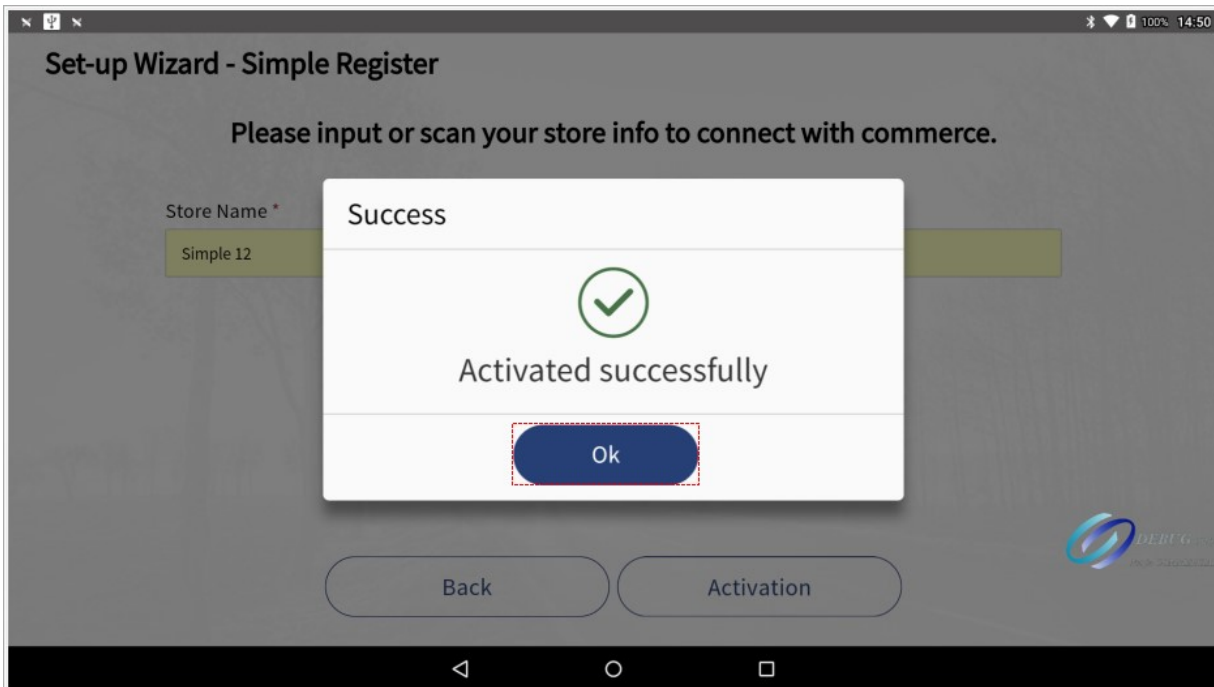 100% 14:50
Set-up Wizard - Simple Register
Please input or scan your store info to connect with commerce.
Store Name *
Simple 12
Success
Activated successfully
Ok
DEBUG
Back Activation